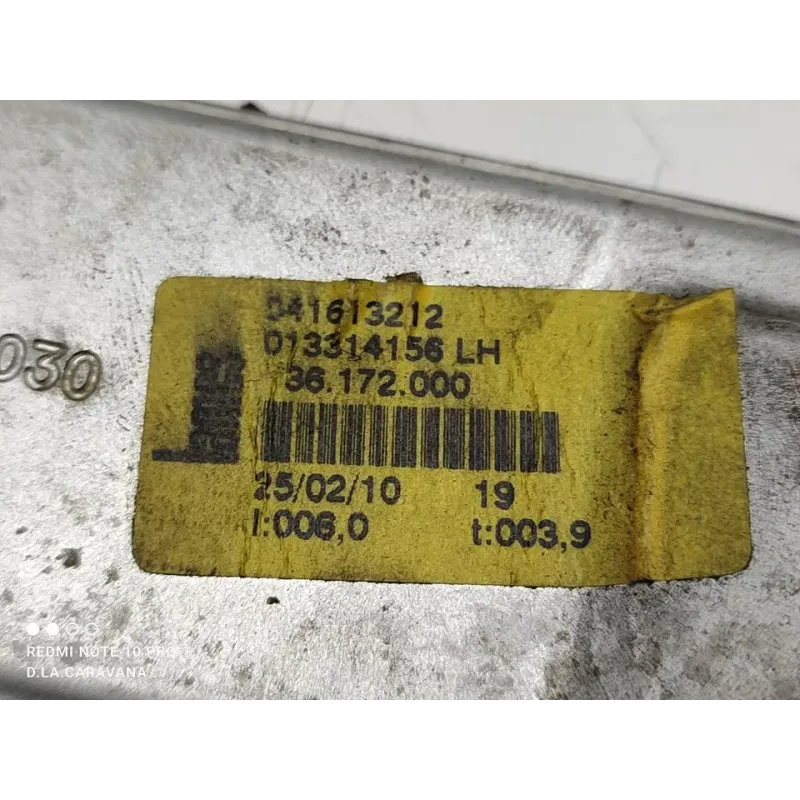 041613212
013314156 LH
36.172.000
030
25/02/10 19
I:006,0 t:003,9
REDMI NOTE 10 PRO
D.LA.CARAVANA